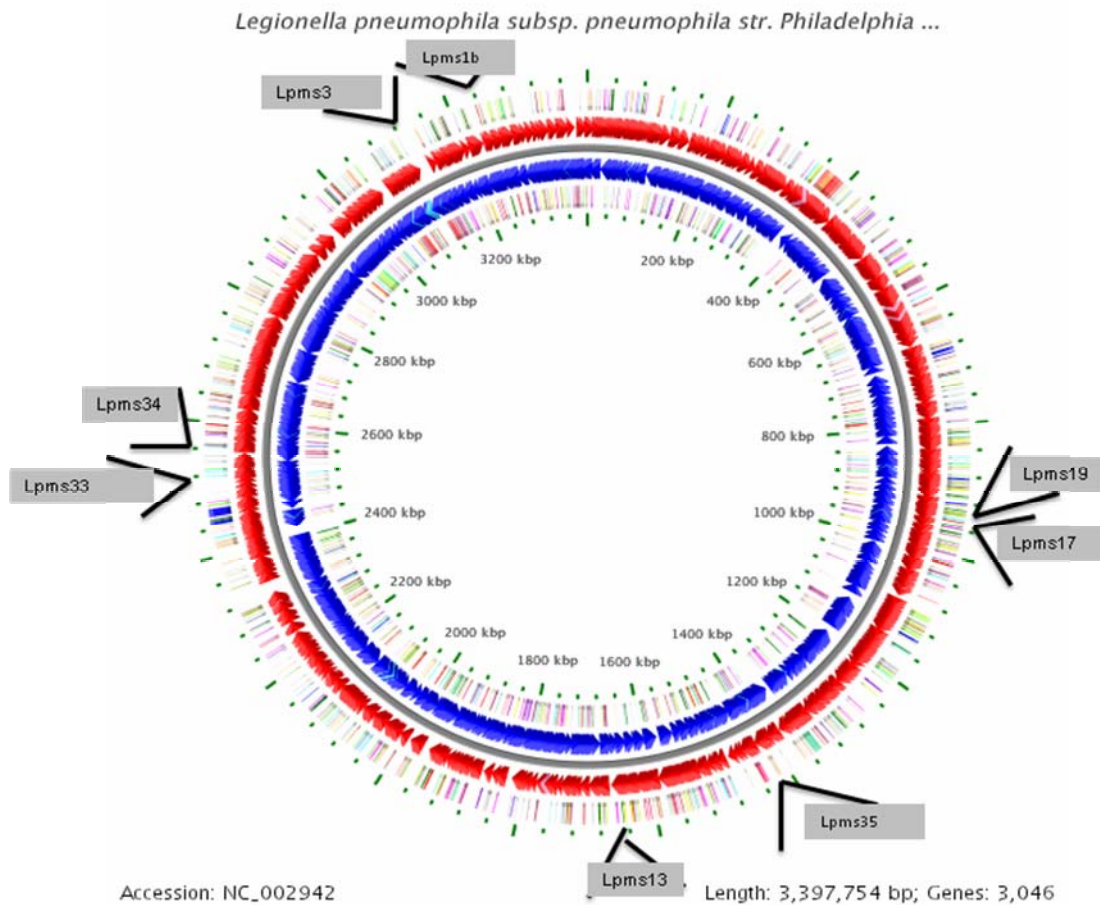 Legionella pneumophila subsp. pneumophila str. Philadelphia ...
Lpms1b
Lpms3
3200 kbp
200 kbp
3000 kbp
400 kbp
2800 kbp
600 kbp
Lpms34
2600 kbp
800 kbp
Lpms33
Lpms19
2400 kbp
1000 kbp
Lpms17
2200 kbp
1200 kbp
2000 kbp
1400 kbp
1800 kbp
1600 kbp
Lpms35
Lpms13
Accession: NC_002942
Length: 3,397,754 bp; Genes: 3,046